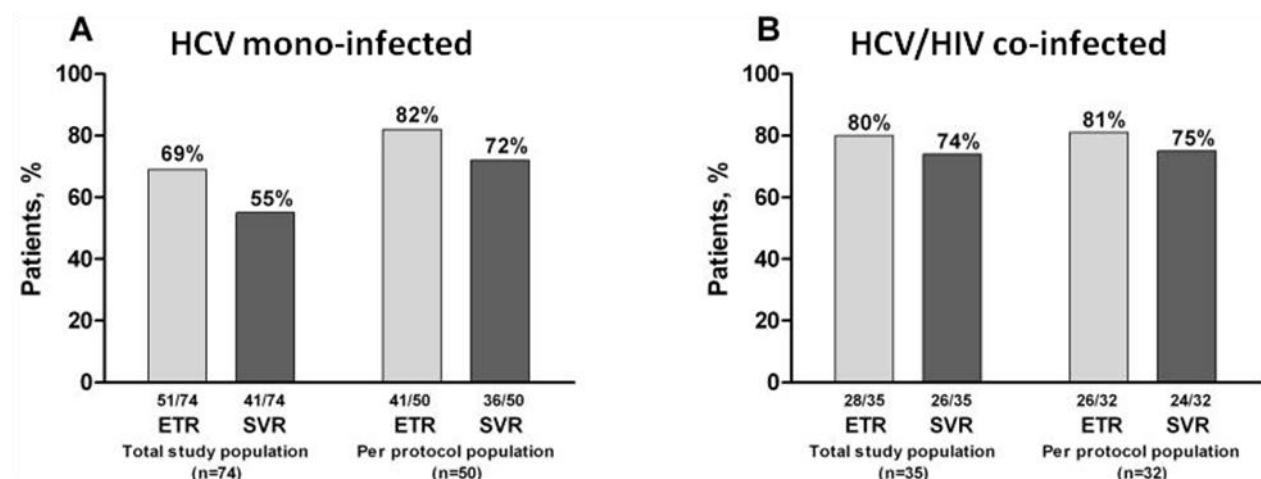 A
HCV mono-infected
100
80
60
40
20
0
Patients, %
69%
55%
82%
72%
51/74 41/74 41/50 36/50
ETR SVR ETR SVR
Total study population Per protocol population
(n=74) (n=50)
B
HCV/HIV co-infected
100
80
60
40
20
0
Patients, %
80%
74%
81%
75%
28/35 26/35 26/32 24/32
ETR SVR ETR SVR
Total study population Per protocol population
(n=35) (n=32)